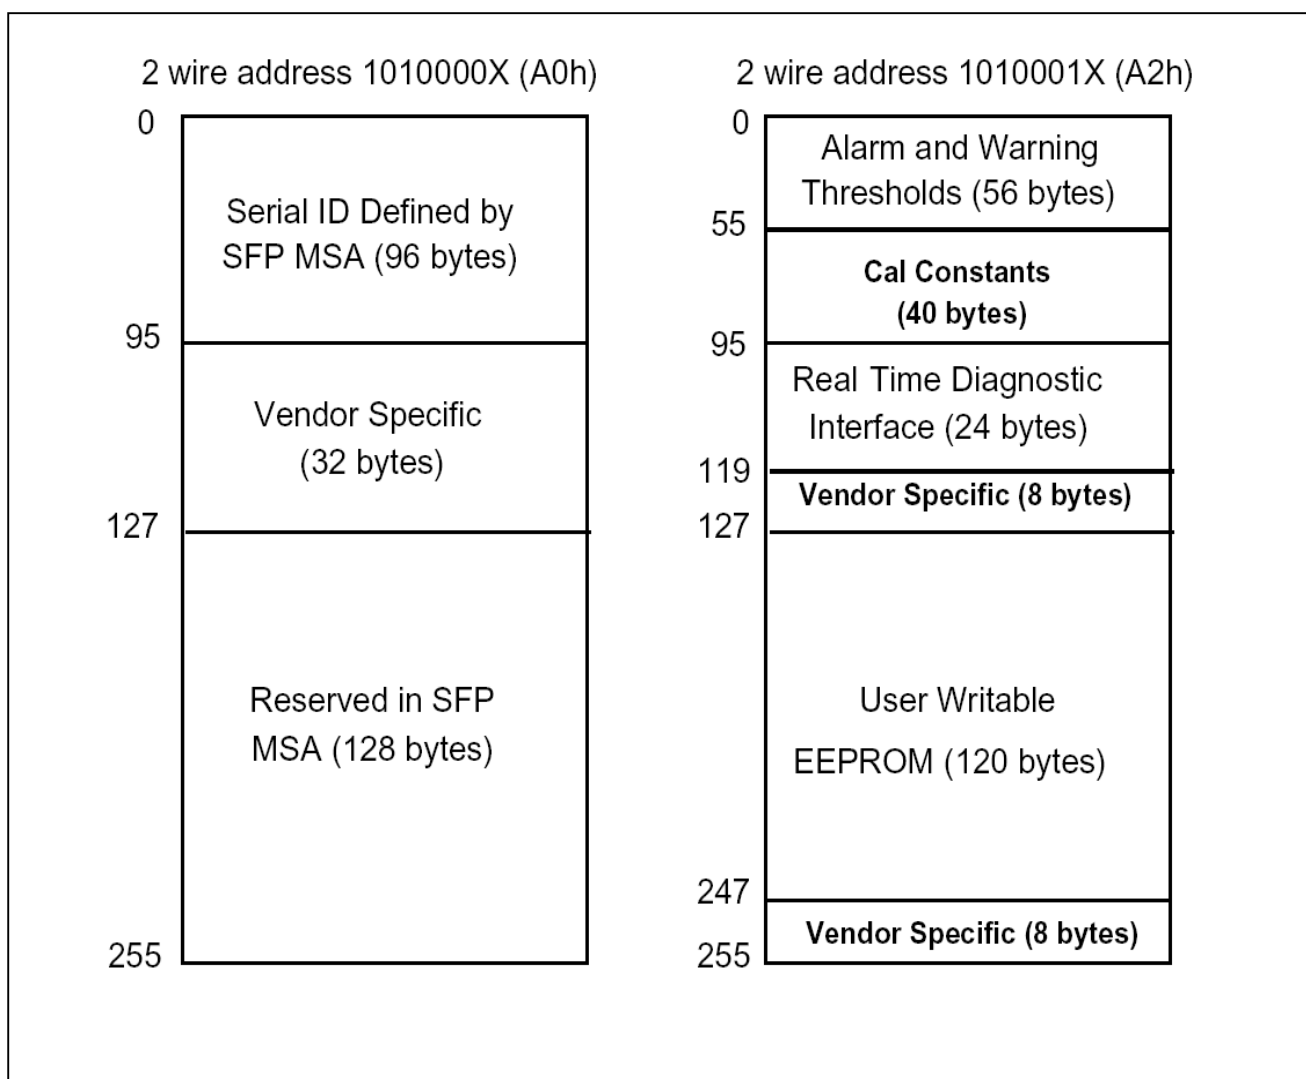 2 wire address 1010000X (A0h)
0
Serial ID Defined by
SFP MSA (96 bytes)
95
Vendor Specific
(32 bytes)
127
Reserved in SFP
MSA (128 bytes)
255
2 wire address 1010001X (A2h)
0
Alarm and Warning
Thresholds (56 bytes)
55
Cal Constants
(40 bytes)
95
Real Time Diagnostic
Interface (24 bytes)
119
Vendor Specific (8 bytes)
127
User Writable
EEPROM (120 bytes)
247
Vendor Specific (8 bytes)
255